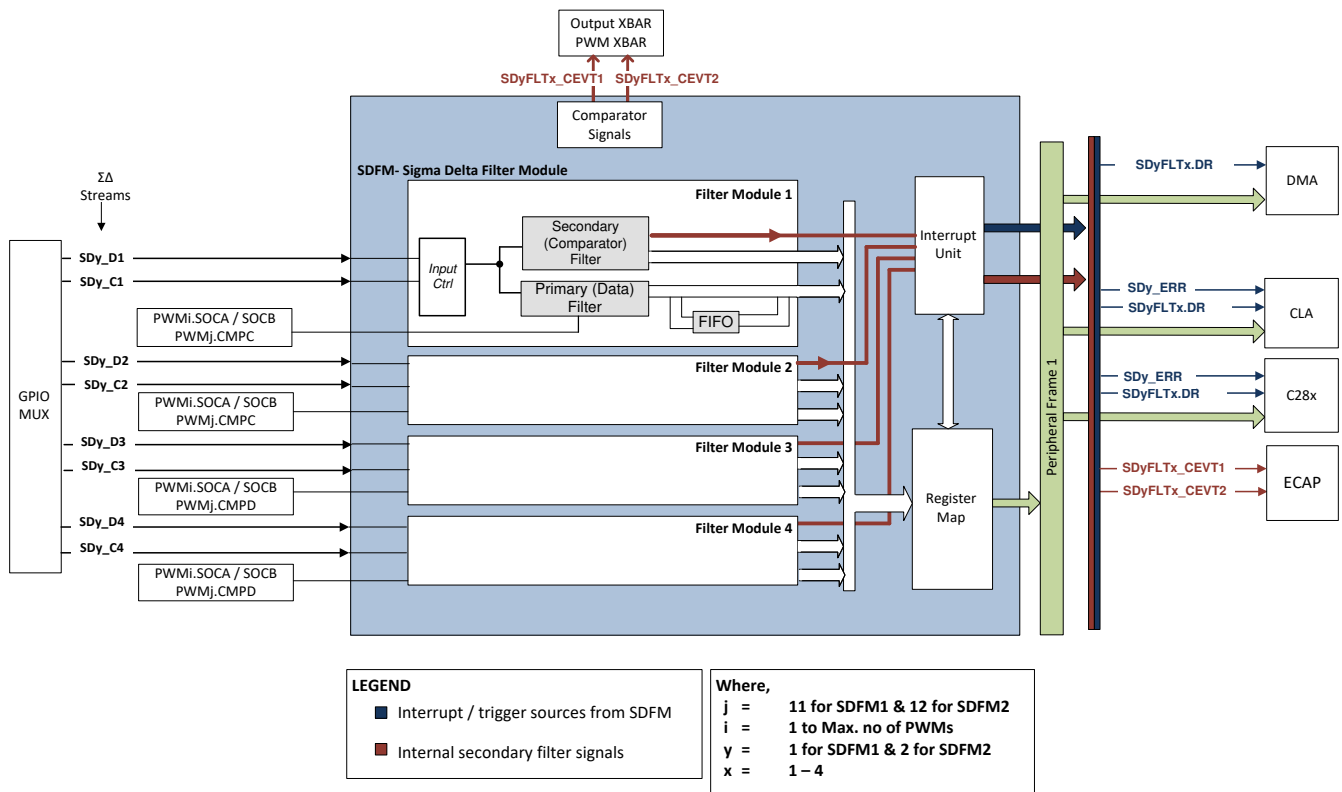 Output XBAR
PWM XBAR
SDyFLTx_CEVT1
SDyFLTx_CEVT2
Comparator
Signals
SDFM- Sigma Delta Filter Module
ΣΔ
Streams
GPIO
MUX
SDy_D1
SDy_C1
PWMi.SOCA / SOCB
PWMj.CMPC
SDy_D2
SDy_C2
PWMi.SOCA / SOCB
PWMj.CMPC
SDy_D3
SDy_C3
PWMi.SOCA / SOCB
PWMj.CMPD
SDy_D4
SDy_C4
PWMi.SOCA / SOCB
PWMj.CMPD
Filter Module 1
Input
Ctrl
Secondary
(Comparator)
Filter
Primary (Data)
Filter
FIFO
Filter Module 2
Filter Module 3
Filter Module 4
Interrupt
Unit
Register
Map
Peripheral Frame 1
SDyFLTx.DR
DMA
SDy_ERR
SDyFLTx.DR
CLA
SDy_ERR
SDyFLTx.DR
C28x
SDyFLTx_CEVT1
SDyFLTx_CEVT2
ECAP
LEGEND
Interrupt / trigger sources from SDFM
Internal secondary filter signals
Where,
j = 11 for SDFM1 & 12 for SDFM2
i = 1 to Max. no of PWMs
y = 1 for SDFM1 & 2 for SDFM2
x = 1 – 4